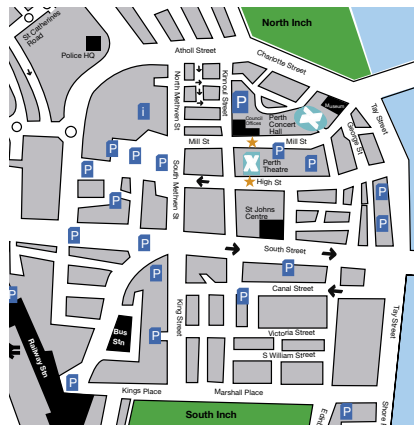 North Inch
St Catherines
Road
Police HQ
Atholl Street
Charlotte Street
North Methven St
Kinnoull Street
P
i
Council
Offices
Perth
Concert
Hall
Museum
Tay Street
George St
Mill St
Mill St
P
P
P
P
P
P
Perth
Theatre
High St
P
P
P
South Methven St
St Johns
Centre
P
P
South Street
P
Canal Street
P
P
P
Railway Stn
Bus
Stn
P
King Street
Victoria Street
S William Street
Tay Street
P
Kings Place
Marshall Place
South Inch
P